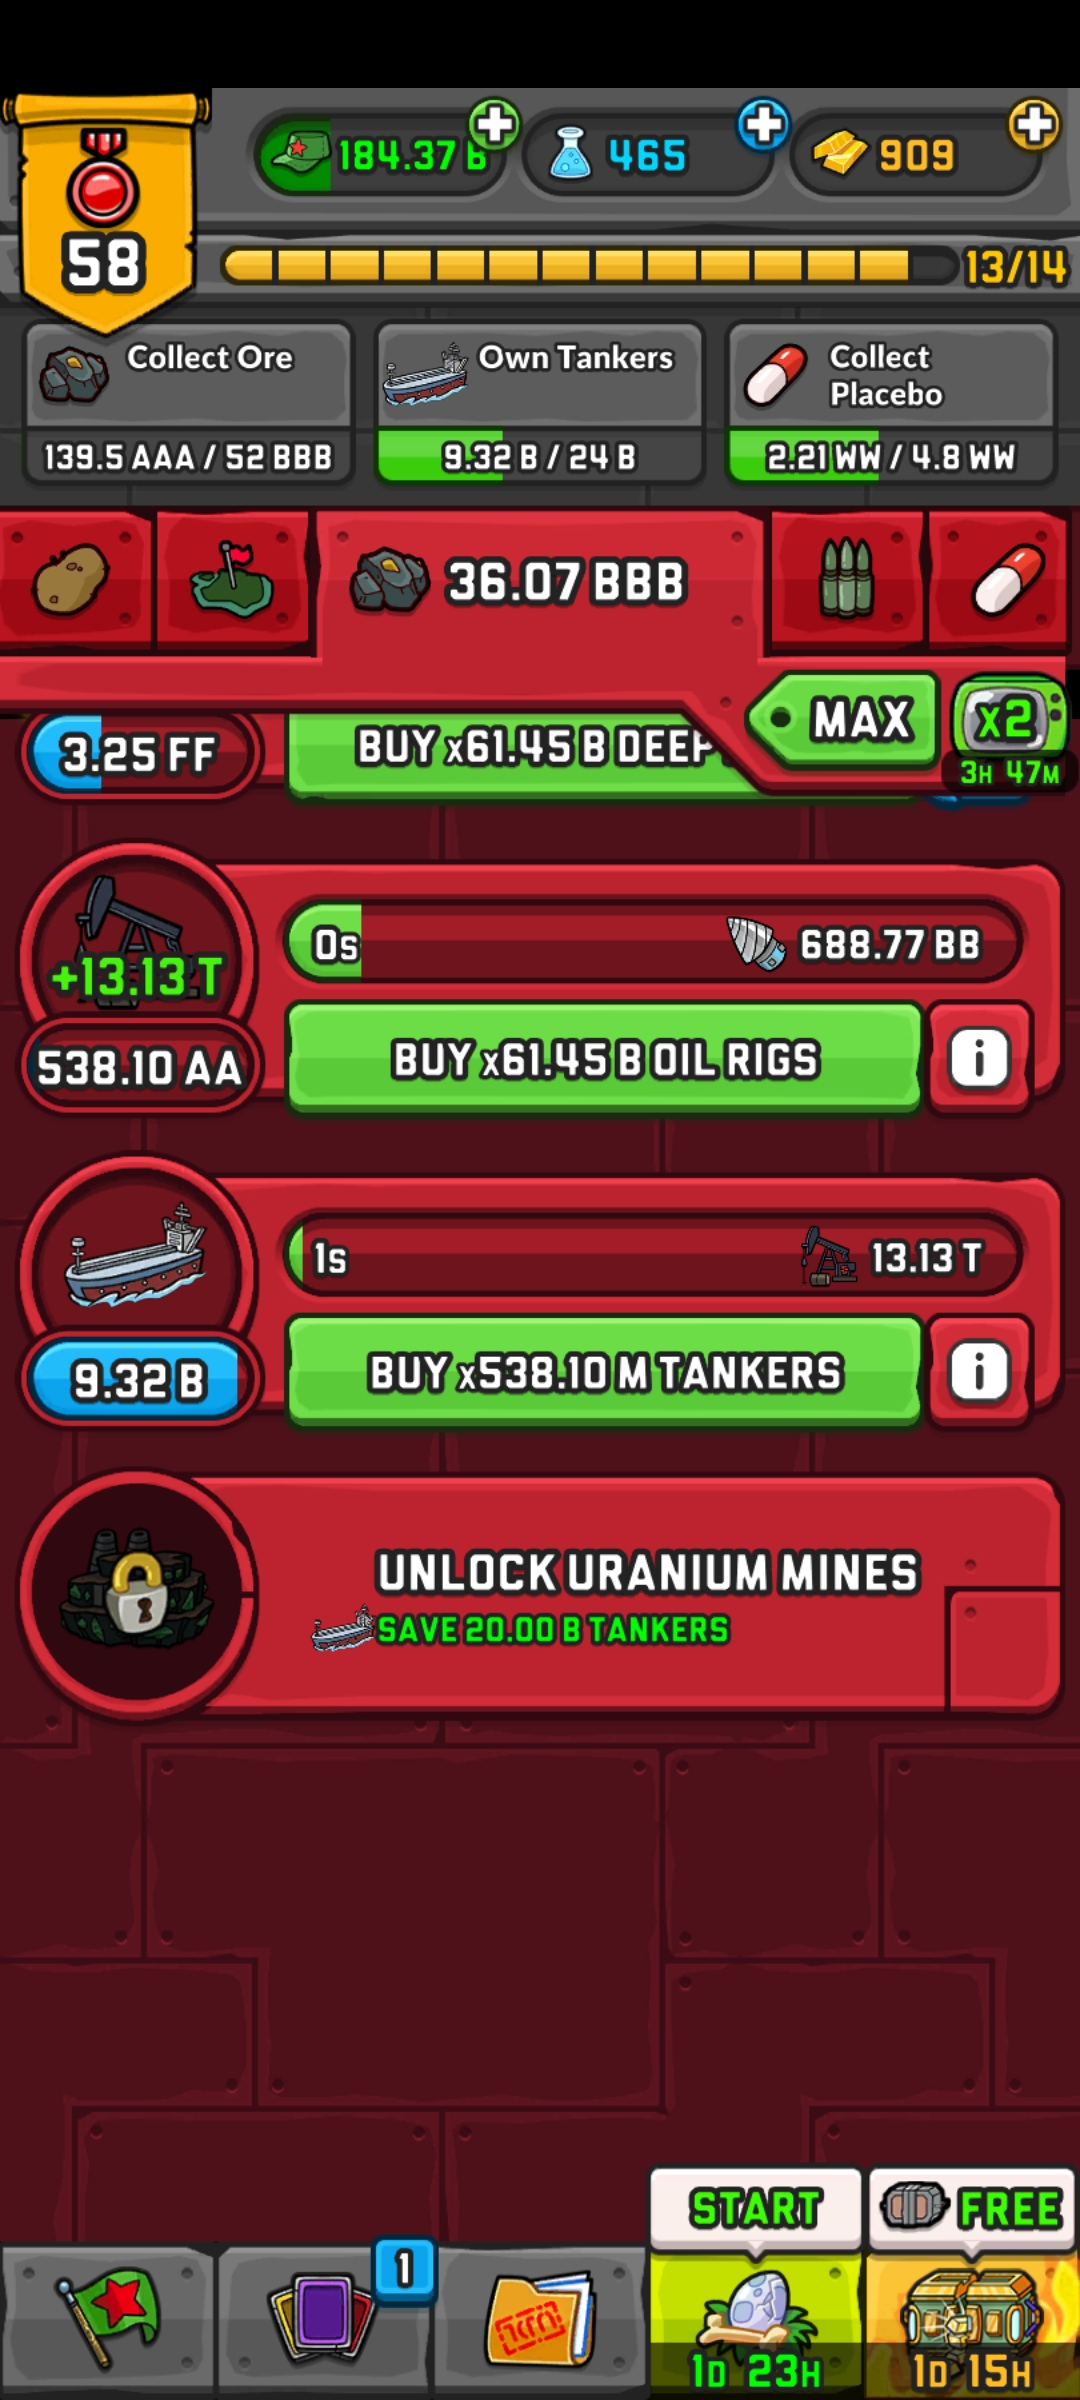 184.37 B
465
909
58
13/14
Collect Ore
139.5 AAA / 52 BBB
Own Tankers
9.32 B / 24 B
Collect
Placebo
2.21 WW / 4.8 WW
36.07 BBB
MAX
x2
3H 47M
3.25 FF
BUY x61.45 B DEEP
+13.13 T
0s
688.77 BB
538.10 AA
BUY x61.45 B OIL RIGS
i
1s
13.13 T
9.32 B
BUY x538.10 M TANKERS
i
UNLOCK URANIUM MINES
SAVE 20.00 B TANKERS
START
FREE
1
1D 23H
1D 15H